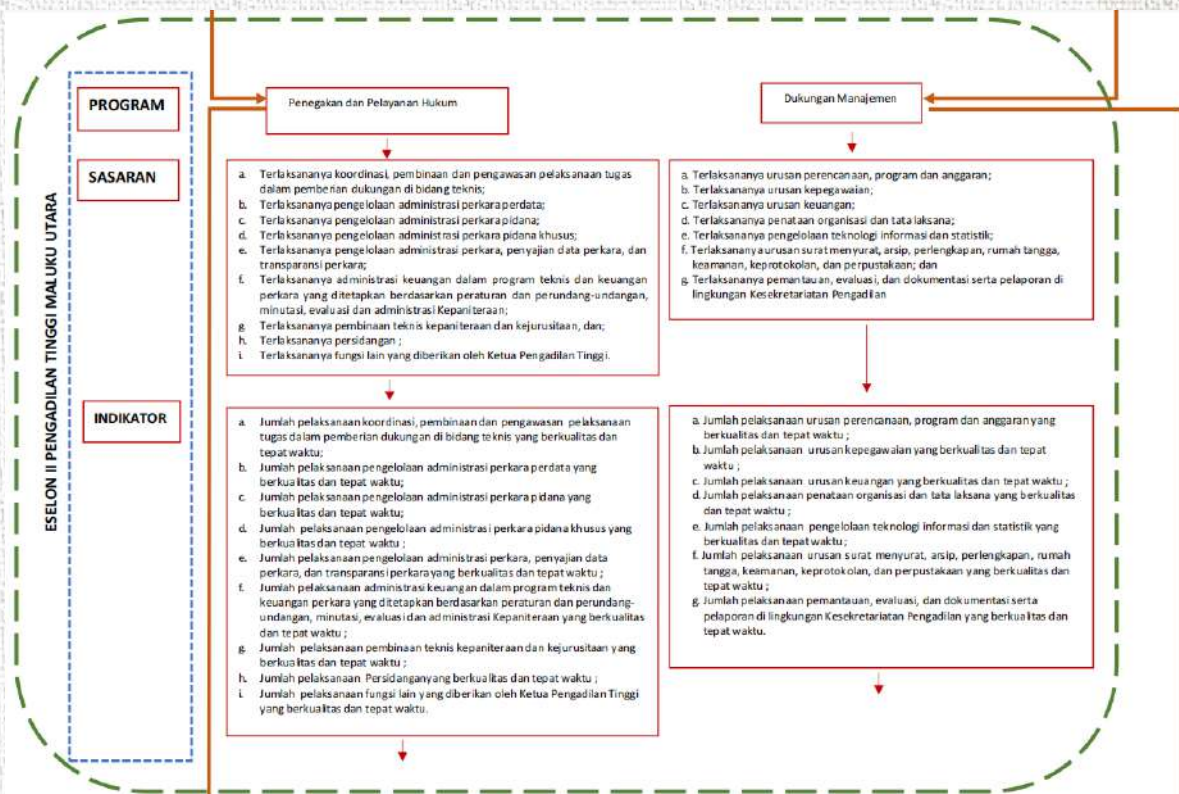 ESELON II PENGADILAN TINGGI MALUKU UTARA
PROGRAM
Penegakan dan Pelayanan Hukum
Dukungan Manajemen
SASARAN
a. Terlaksananya koordinasi, pembinaan dan pengawasan pelaksanaan tugas
dalam pemberian dukungan di bidang teknis;
b. Terlaksananya pengelolaan administrasi perkara perdata;
c. Terlaksananya pengelolaan administrasi perkara pidana;
d. Terlaksananya pengelolaan administrasi perkara pidana khusus;
e. Terlaksananya pengelolaan administrasi perkara, penyajian data perkara, dan
transparansi perkara;
f. Terlaksananya administrasi keuangan dalam program teknis dan keuangan
perkara yang ditetapkan berdasarkan peraturan dan perundang-undangan,
minutasi, evaluasi dan administrasi Kepaniteraan;
g. Terlaksananya pembinaan teknis kepaniteraan dan kejurusitaan, dan;
h. Terlaksananya persidangan ;
i. Terlaksananya fungsi lain yang diberikan oleh Ketua Pengadilan Tinggi.
a. Terlaksananya urusan perencanaan, program dan anggaran;
b. Terlaksananya urusan kepegawaian;
c. Terlaksananya urusan keuangan;
d. Terlaksananya penataan organisasi dan tata laksana;
e. Terlaksananya pengelolaan teknologi informasi dan statistik;
f. Terlaksananya urusan surat menyurat, arsip, perlengkapan, rumah tangga,
keamanan, keprotokolan, dan perpustakaan; dan
g. Terlaksananya pemantauan, evaluasi, dan dokumentasi serta pelaporan di
lingkungan Kesekretariatan Pengadilan
INDIKATOR
a. Jumlah pelaksanaan koordinasi, pembinaan dan pengawasan pelaksanaan
tugas dalam pemberian dukungan di bidang teknis yang berkualitas dan
tepat waktu;
b. Jumlah pelaksanaan pengelolaan administrasi perkara perdata yang
berkualitas dan tepat waktu;
c. Jumlah pelaksanaan pengelolaan administrasi perkara pidana yang
berkualitas dan tepat waktu;
d. Jumlah pelaksanaan pengelolaan administrasi perkara pidana khusus yang
berkualitas dan tepat waktu ;
e. Jumlah pelaksanaan pengelolaan administrasi perkara, penyajian data
perkara, dan transparansi perkara yang berkualitas dan tepat waktu ;
f. Jumlah pelaksanaan administrasi keuangan dalam program teknis dan
keuangan perkara yang ditetapkan berdasarkan peraturan dan perundang-
undangan, minutasi, evaluasi dan administrasi Kepaniteraan yang berkualitas
dan tepat waktu ;
g. Jumlah pelaksanaan pembinaan teknis kepaniteraan dan kejurusitaan yang
berkualitas dan tepat waktu ;
h. Jumlah pelaksanaan Persidangan yang berkualitas dan tepat waktu ;
i. Jumlah pelaksanaan fungsi lain yang diberikan oleh Ketua Pengadilan Tinggi
yang berkualitas dan tepat waktu.
a. Jumlah pelaksanaan urusan perencanaan, program dan anggaran yang
berkualitas dan tepat waktu ;
b. Jumlah pelaksanaan urusan kepegawaian yang berkualitas dan tepat
waktu ;
c. Jumlah pelaksanaan urusan keuangan yang berkualitas dan tepat waktu ;
d. Jumlah pelaksanaan penataan organisasi dan tata laksana yang berkualitas
dan tepat waktu ;
e. Jumlah pelaksanaan pengelolaan teknologi informasi dan statistik yang
berkualitas dan tepat waktu ;
f. Jumlah pelaksanaan urusan surat menyurat, arsip, perlengkapan, rumah
tangga, keamanan, keprotokolan, dan perpustakaan yang berkualitas dan
tepat waktu ;
g. Jumlah pelaksanaan pemantauan, evaluasi, dan dokumentasi serta
pelaporan di lingkungan Kesekretariatan Pengadilan yang berkualitas dan
tepat waktu.